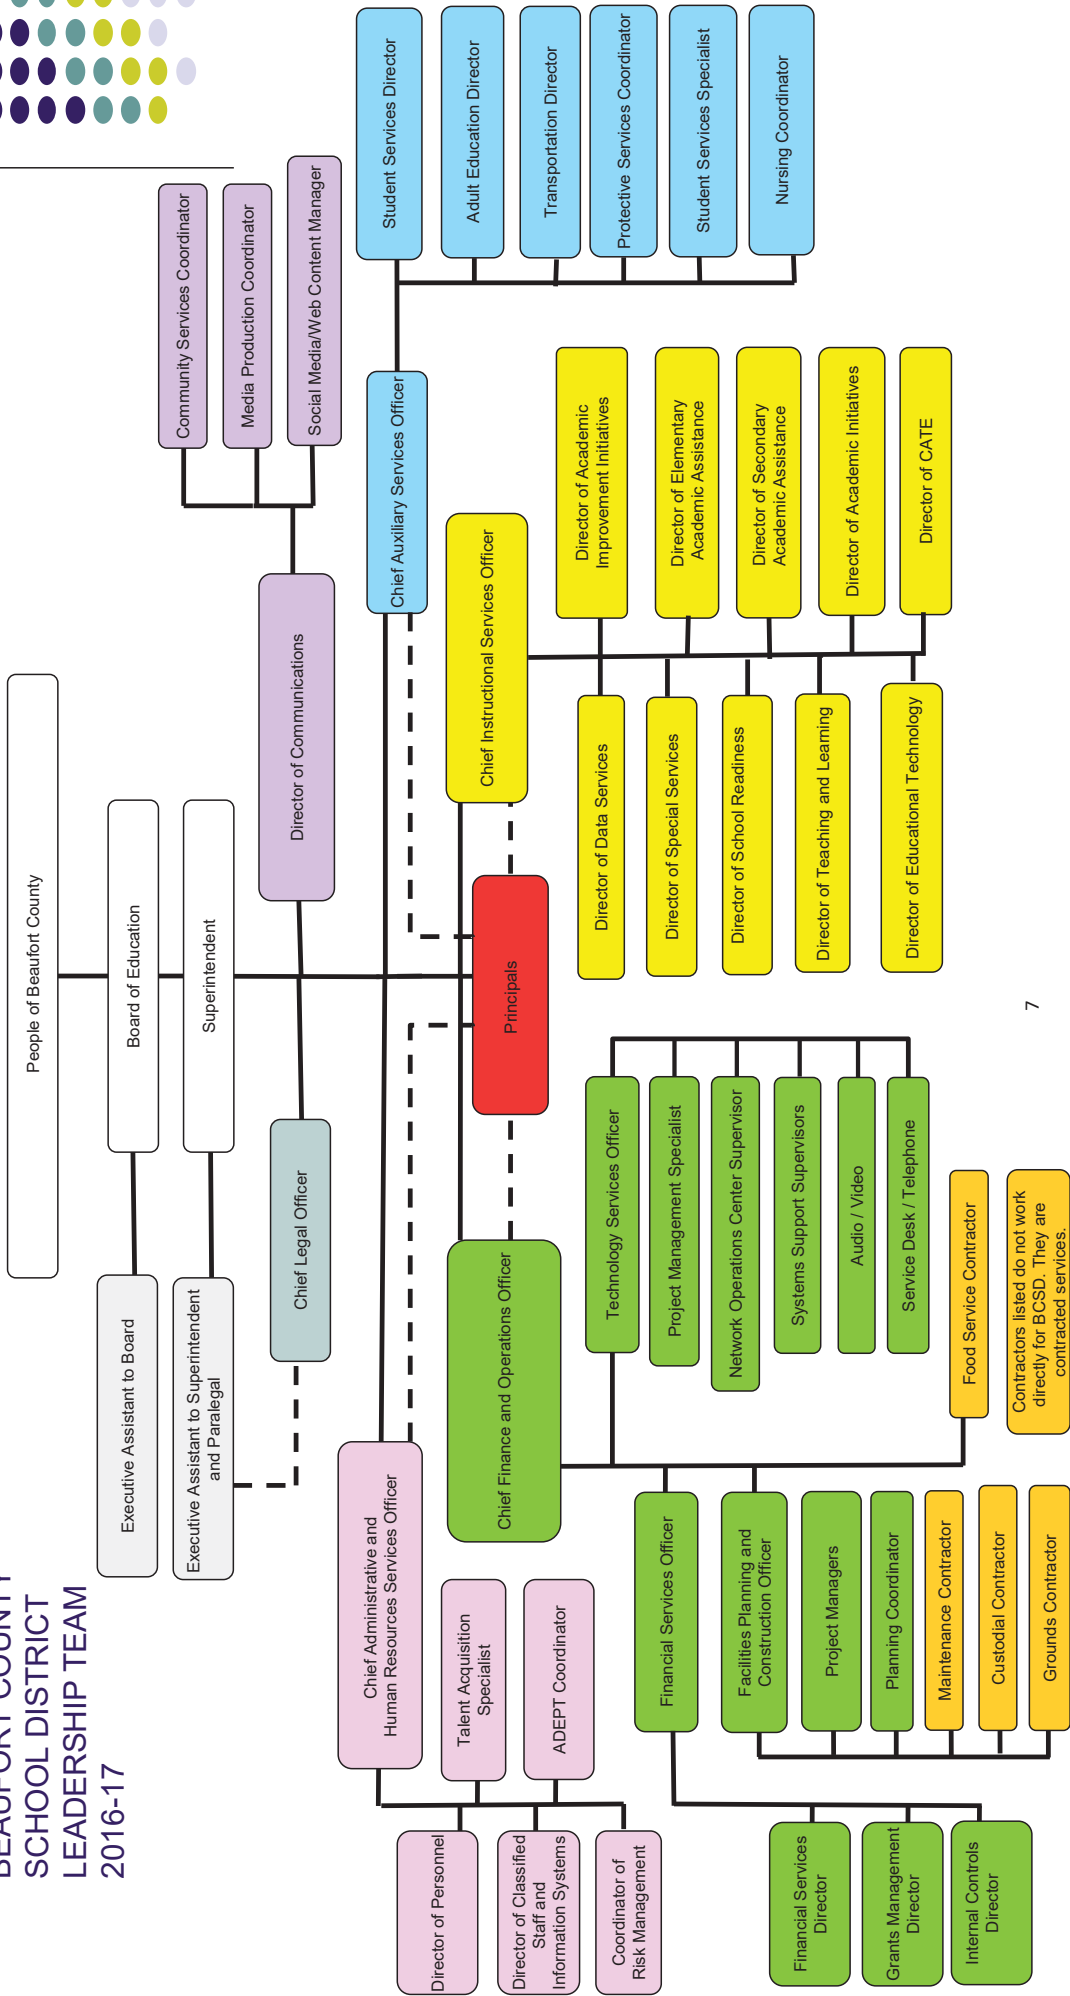 BEAUFORT COUNTY
SCHOOL DISTRICT
LEADERSHIP TEAM
2016-17
People of Beaufort County
Board of Education
Superintendent
Executive Assistant to Board
Executive Assistant to Superintendent
and Paralegal
Chief Legal Officer
Director of Communications
Community Services Coordinator
Media Production Coordinator
Social Media/Web Content Manager
Chief Administrative and
Human Resources Services Officer
Chief Auxiliary Services Officer
Student Services Director
Adult Education Director
Transportation Director
Protective Services Coordinator
Student Services Specialist
Nursing Coordinator
Chief Finance and Operations Officer
Principals
Chief Instructional Services Officer
Director of Personnel
Talent Acquisition
Specialist
Director of Classified
Staff and
Information Systems
ADEPT Coordinator
Coordinator of
Risk Management
Financial Services Officer
Facilities Planning and
Construction Officer
Project Managers
Planning Coordinator
Maintenance Contractor
Custodial Contractor
Grounds Contractor
Financial Services
Director
Grants Management
Director
Internal Controls
Director
Technology Services Officer
Project Management Specialist
Network Operations Center Supervisor
Systems Support Supervisors
Audio / Video
Service Desk / Telephone
Food Service Contractor
Contractors listed do not work
directly for BCSD. They are
contracted services.
Director of Data Services
Director of Special Services
Director of School Readiness
Director of Teaching and Learning
Director of Educational Technology
Director of Academic
Improvement Initiatives
Director of Elementary
Academic Assistance
Director of Secondary
Academic Assistance
Director of Academic Initiatives
Director of CATE
7